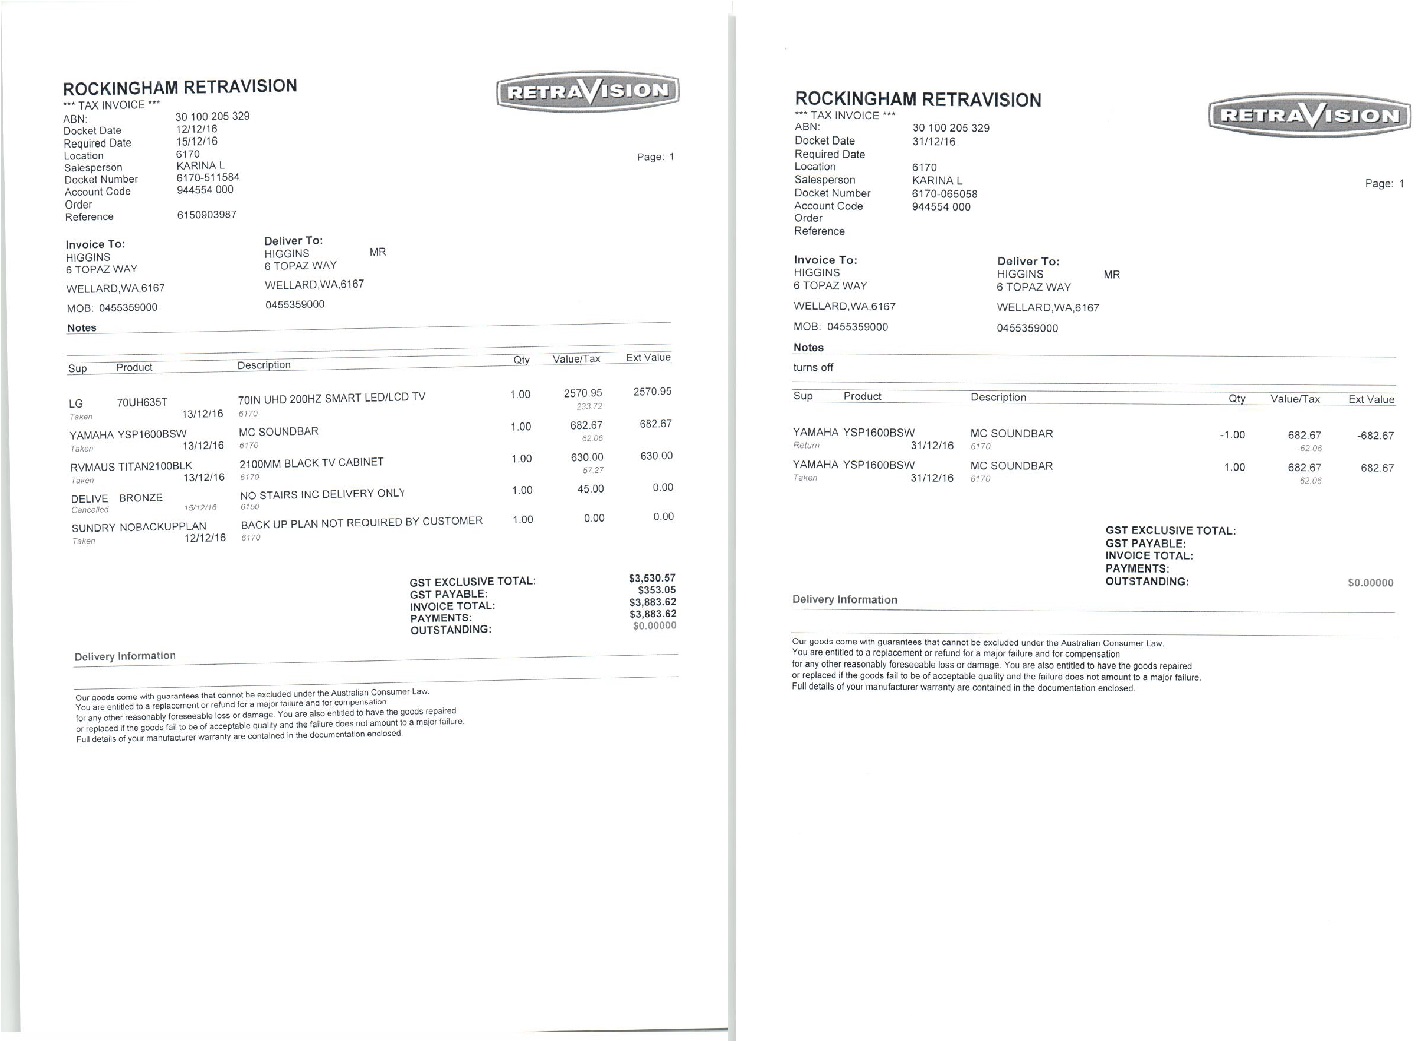 ROCKINGHAM RETRAVISION
RETRAVISION
*** TAX INVOICE ***
ABN: 30 100 205 329
Docket Date 12/12/16
Required Date 15/12/16
Location 6170
Salesperson KARINA L
Docket Number 6170-511584
Account Code 944554 000
Order
Reference 6150903987
Page: 1
Invoice To: Deliver To:
HIGGINS HIGGINS MR
6 TOPAZ WAY 6 TOPAZ WAY
WELLARD,WA,6167 WELLARD,WA,6167
MOB: 0455359000 0455359000
Notes
Sup Product Description Qty Value/Tax Ext Value
LG 70UH635T 70IN UHD 200HZ SMART LED/LCD TV 1.00 2570.95 2570.95
Taken 13/12/16 6170 233.72
YAMAHA YSP1600BSW MC SOUNDBAR 1.00 682.67 682.67
Taken 13/12/16 6170 62.06
RVMAUS TITAN2100BLK 2100MM BLACK TV CABINET 1.00 630.00 630.00
Taken 13/12/16 6170 57.27
DELIVE BRONZE NO STAIRS INC DELIVERY ONLY 1.00 45.00 0.00
Cancelled 15/12/16 6150
SUNDRY NOBACKUPPLAN BACK UP PLAN NOT REQUIRED BY CUSTOMER 1.00 0.00 0.00
Taken 12/12/16 6170
GST EXCLUSIVE TOTAL: $3,530.57
GST PAYABLE: $353.05
INVOICE TOTAL: $3,883.62
PAYMENTS: $3,883.62
OUTSTANDING: $0.00000
Delivery Information
Our goods come with guarantees that cannot be excluded under the Australian Consumer Law.
You are entitled to a replacement or refund for a major failure and for compensation
for any other reasonably foreseeable loss or damage. You are also entitled to have the goods repaired
or replaced if the goods fail to be of acceptable quality and the failure does not amount to a major failure.
Full details of your manufacturer warranty are contained in the documentation enclosed.
ROCKINGHAM RETRAVISION
RETRAVISION
*** TAX INVOICE ***
ABN: 30 100 205 329
Docket Date 31/12/16
Required Date
Location 6170
Salesperson KARINA L
Docket Number 6170-065058
Account Code 944554 000
Order
Reference
Page: 1
Invoice To: Deliver To:
HIGGINS HIGGINS MR
6 TOPAZ WAY 6 TOPAZ WAY
WELLARD,WA,6167 WELLARD,WA,6167
MOB: 0455359000 0455359000
Notes
turns off
Sup Product Description Qty Value/Tax Ext Value
YAMAHA YSP1600BSW MC SOUNDBAR -1.00 682.67 -682.67
Return 31/12/16 6170 62.06
YAMAHA YSP1600BSW MC SOUNDBAR 1.00 682.67 682.67
Taken 31/12/16 6170 62.06
GST EXCLUSIVE TOTAL:
GST PAYABLE:
INVOICE TOTAL:
PAYMENTS:
OUTSTANDING: $0.00000
Delivery Information
Our goods come with guarantees that cannot be excluded under the Australian Consumer Law.
You are entitled to a replacement or refund for a major failure and for compensation
for any other reasonably foreseeable loss or damage. You are also entitled to have the goods repaired
or replaced if the goods fail to be of acceptable quality and the failure does not amount to a major failure.
Full details of your manufacturer warranty are contained in the documentation enclosed.